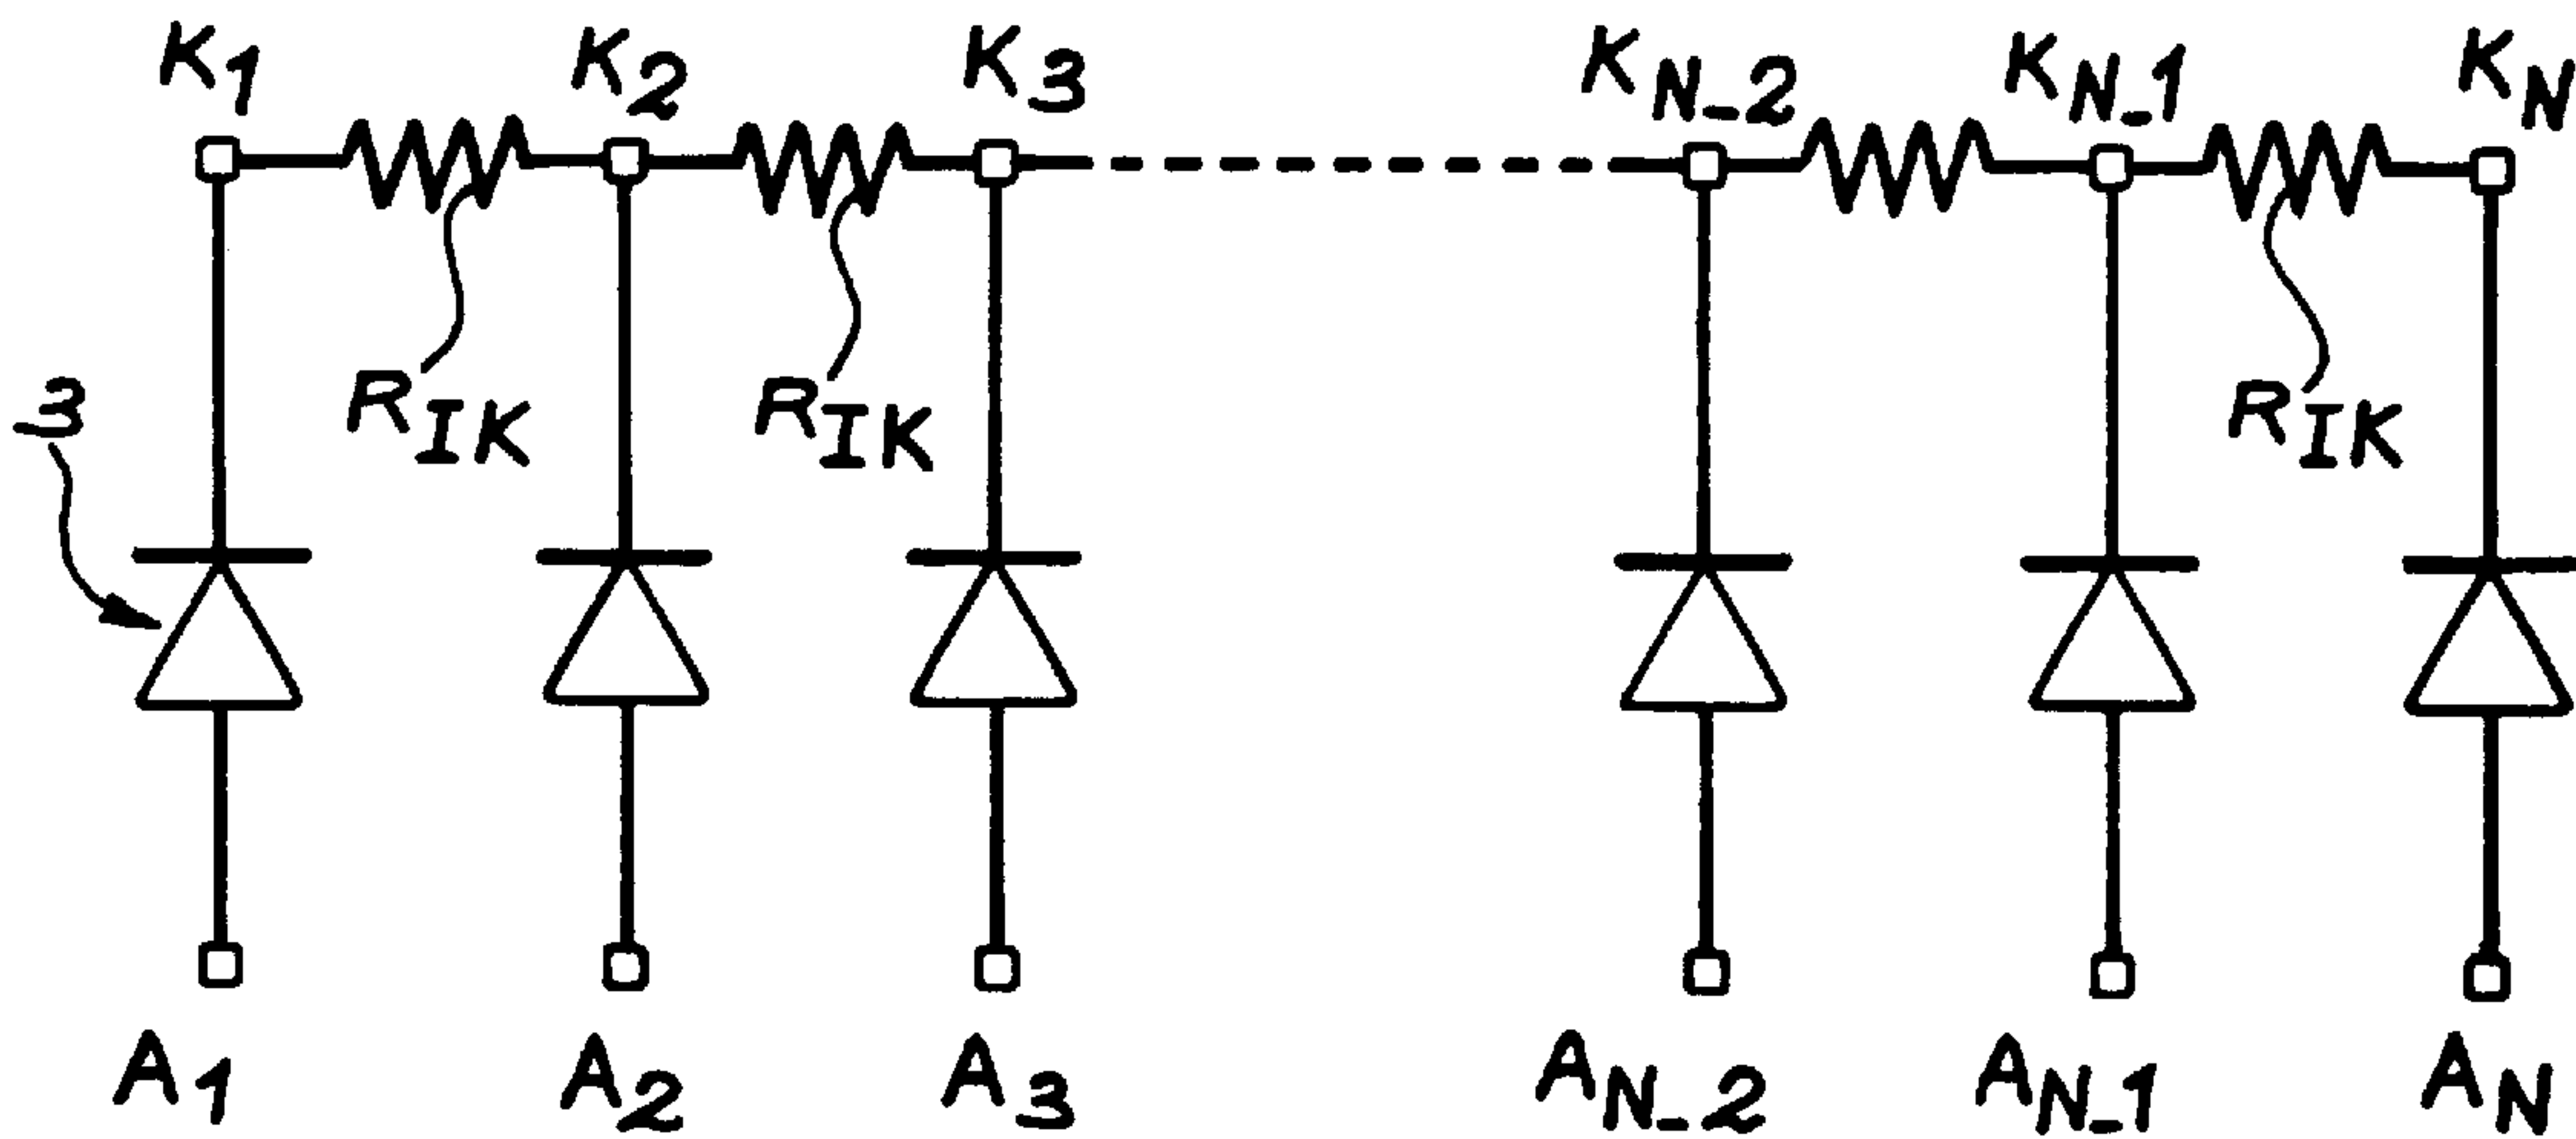 K1 K2 K3 KN-2 KN-1 KN
3 RIK RIK RIK
A1 A2 A3 AN-2 AN-1 AN